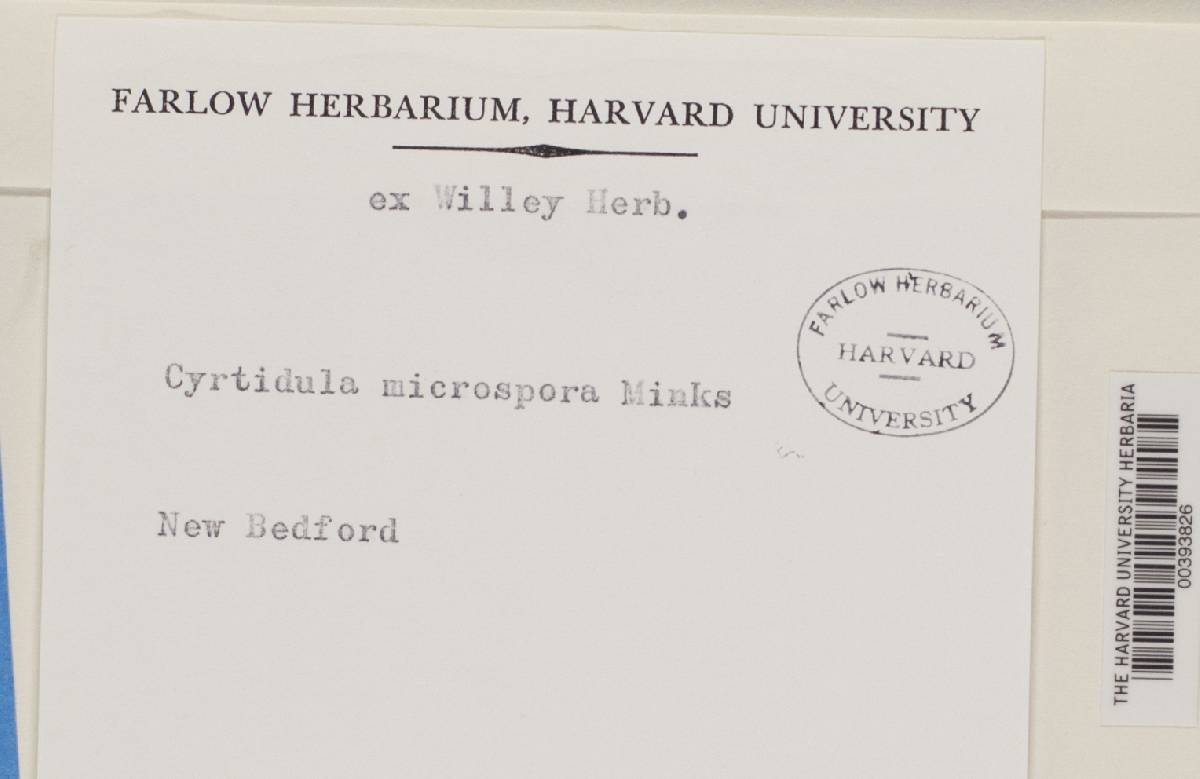 FARLOW HERBARIUM, HARVARD UNIVERSITY
ex Willey Herb.
FARLOW HERBARIUM
HARVARD
UNIVERSITY
Cyrtidula microspora Minks
New Bedford
THE HARVARD UNIVERSITY HERBARIA
00393826